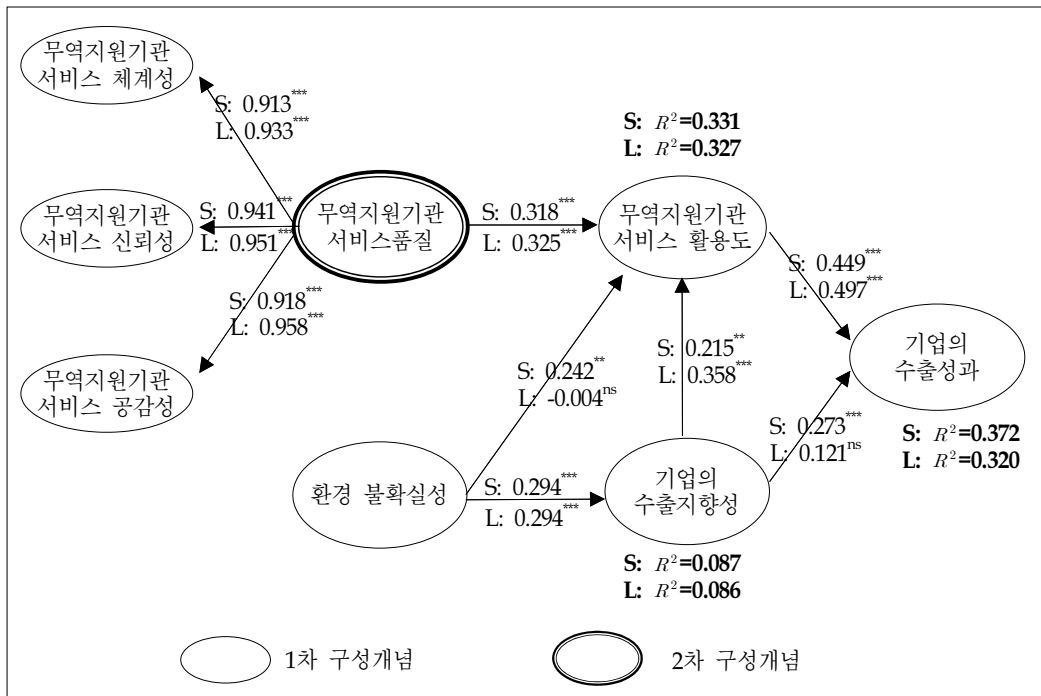 무역지원기관
서비스 체계성
S: 0.913***
L: 0.933***
S: R²=0.331
L: R²=0.327
무역지원기관
서비스 신뢰성
S: 0.941***
L: 0.951***
무역지원기관
서비스품질
S: 0.318***
L: 0.325***
무역지원기관
서비스 활용도
S: 0.449***
L: 0.497***
S: 0.918***
L: 0.958***
무역지원기관
서비스 공감성
S: 0.242**
L: -0.004ns
S: 0.215**
L: 0.358***
기업의
수출성과
S: R²=0.372
L: R²=0.320
S: 0.273***
L: 0.121ns
환경 불확실성
S: 0.294***
L: 0.294***
기업의
수출지향성
S: R²=0.087
L: R²=0.086
1차 구성개념
2차 구성개념